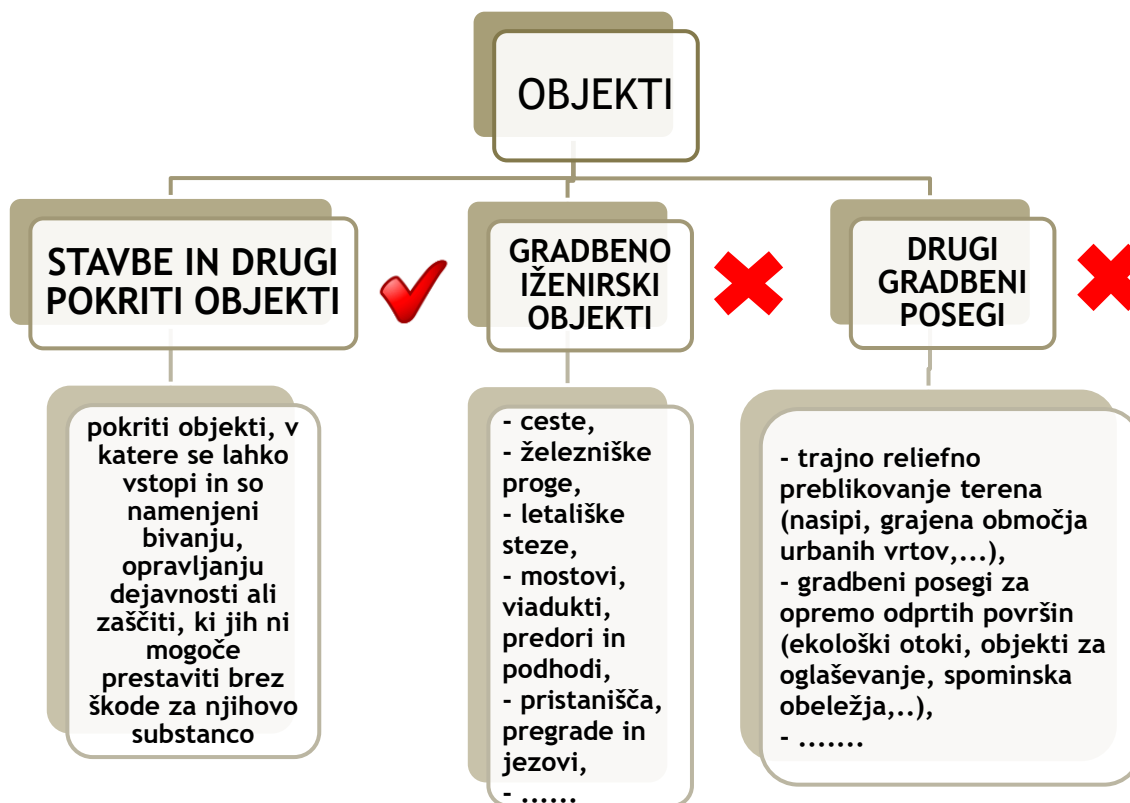 OBJEKTI
STAVBE IN DRUGI
POKRITI OBJEKTI
pokriti objekti, v
katere se lahko
vstopi in so
namenjeni
bivanju,
opravljanju
dejavnosti ali
zaščiti, ki jih ni
mogoče
prestaviti brez
škode za njihovo
substanco
GRADBENO
IŽENIRSKI
OBJEKTI
- ceste,
- železniške
proge,
- letališke
steze,
- mostovi,
viadukti,
predori in
podhodi,
- pristanišča,
pregrade in
jezovi,
- ......
DRUGI
GRADBENI
POSEGI
- trajno reliefno
preblikovanje terena
(nasipi, grajena območja
urbanih vrtov,...),
- gradbeni posegi za
opremo odprtih površin
(ekološki otoki, objekti za
oglaševanje, spominska
obeležja,..),
- .......